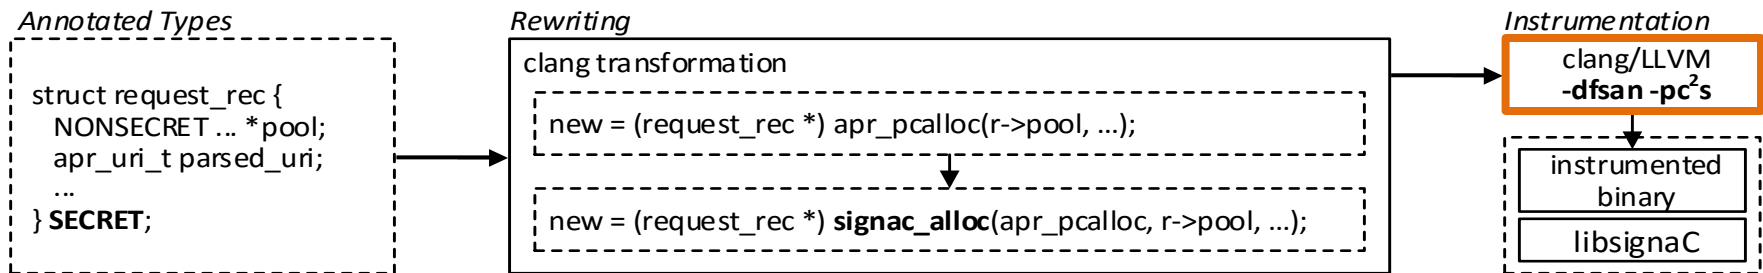 Annotated Types
struct request_rec {
NONSECRET ... *pool;
apr_uri_t parsed_uri;
...
} SECRET;
Rewriting
clang transformation
new = (request_rec *) apr_pcalloc(r->pool, ...);
new = (request_rec *) signac_alloc(apr_pcalloc, r->pool, ...);
Instrumentation
clang/LLVM
-dfsan -pc²s
instrumented
binary
libsignaC